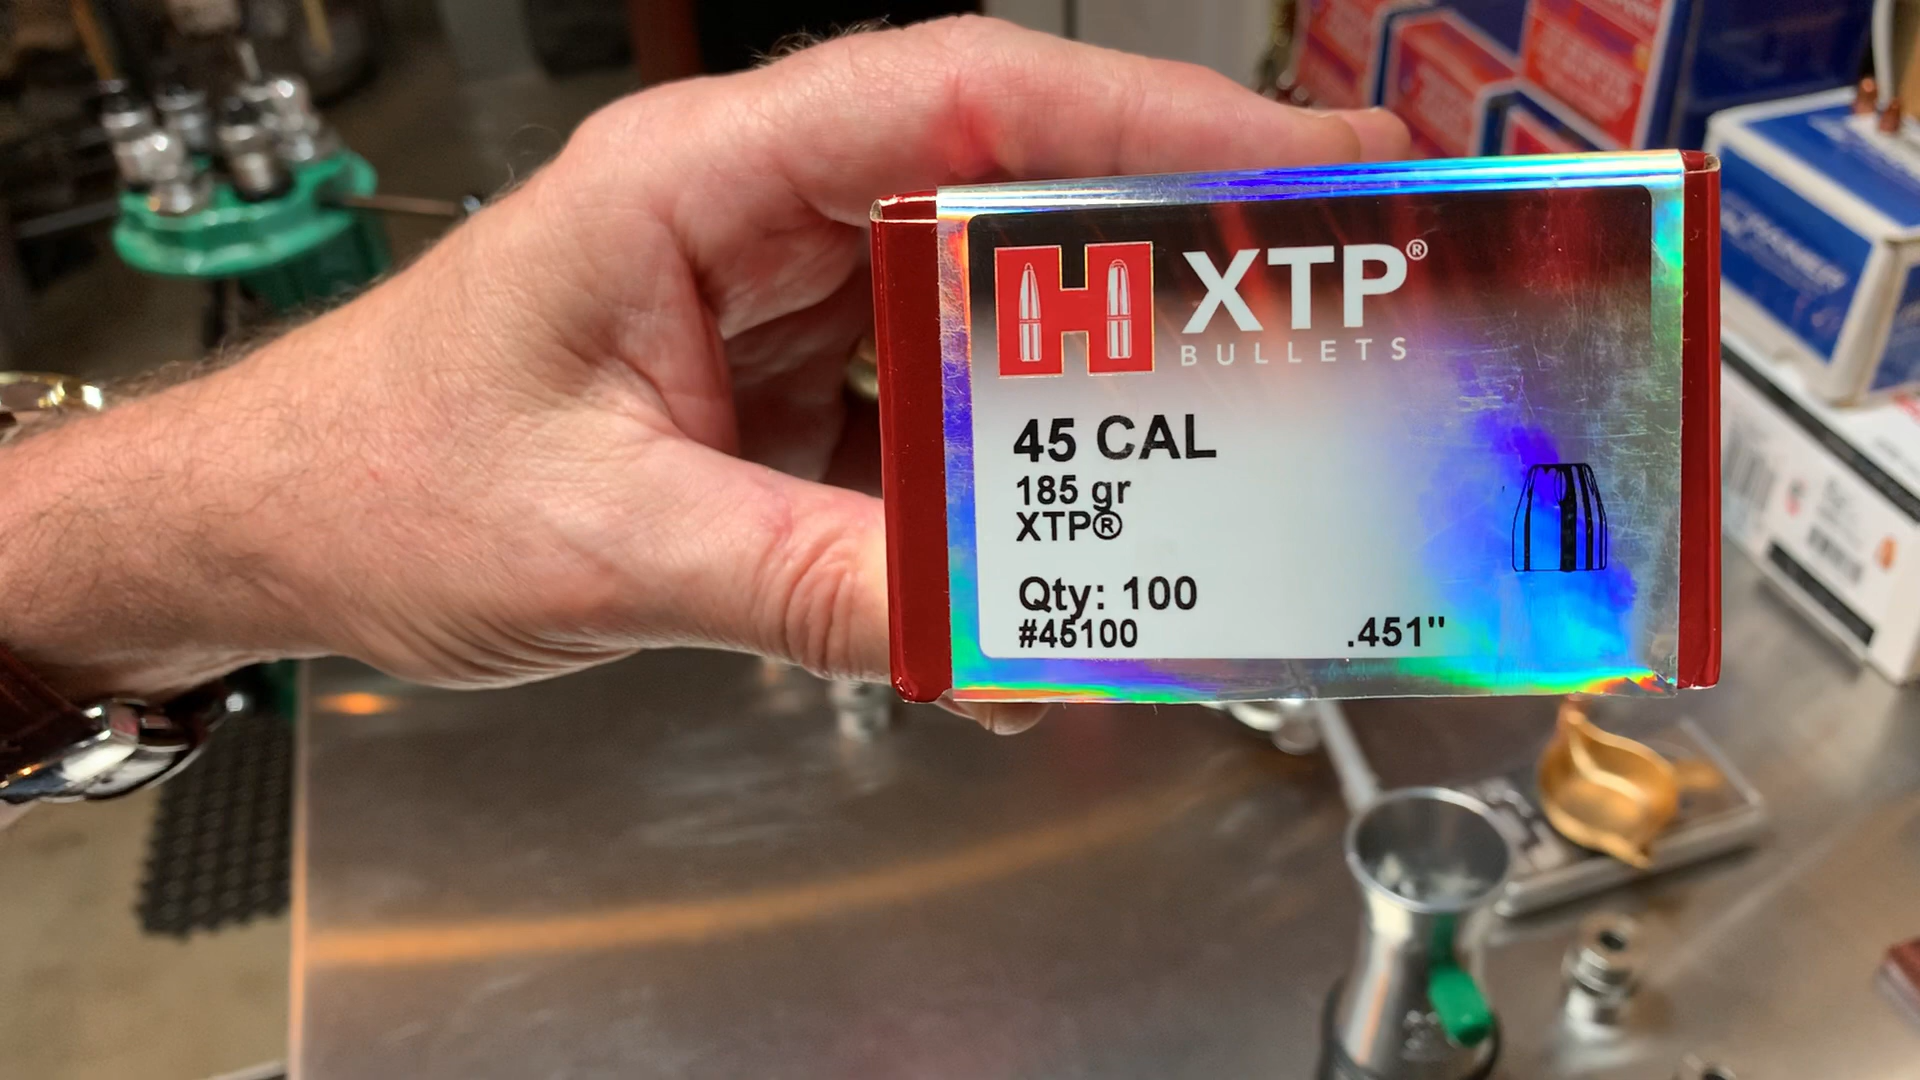 H XTP®
BULLETS
45 CAL
185 gr
XTP®
Qty: 100
#45100 .451"